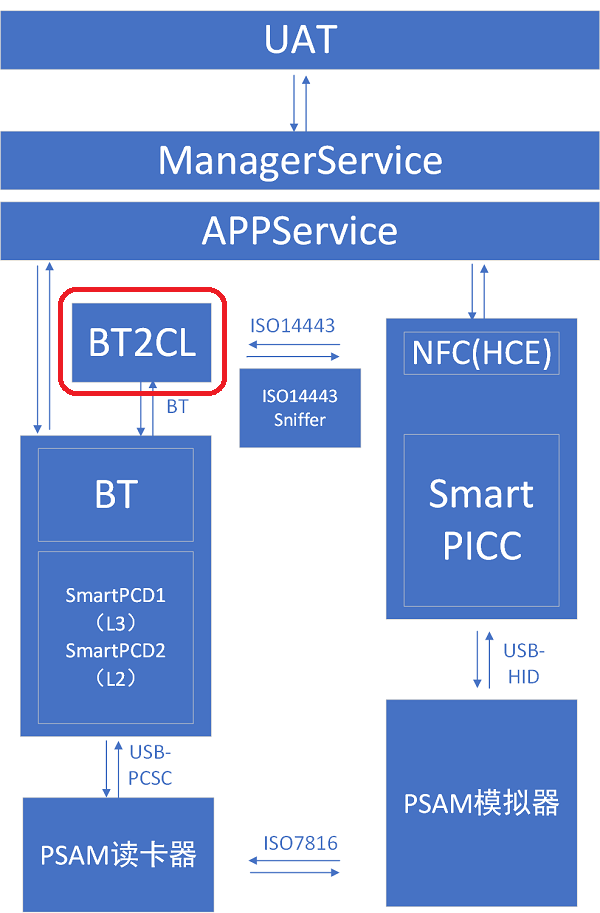 UAT
ManagerService
APPService
BT2CL
ISO14443
NFC(HCE)
BT
ISO14443
Sniffer
BT
Smart
PICC
SmartPCD1
（L3）
SmartPCD2
（L2）
USB-
HID
USB-
PCSC
PSAM模拟器
PSAM读卡器
ISO7816